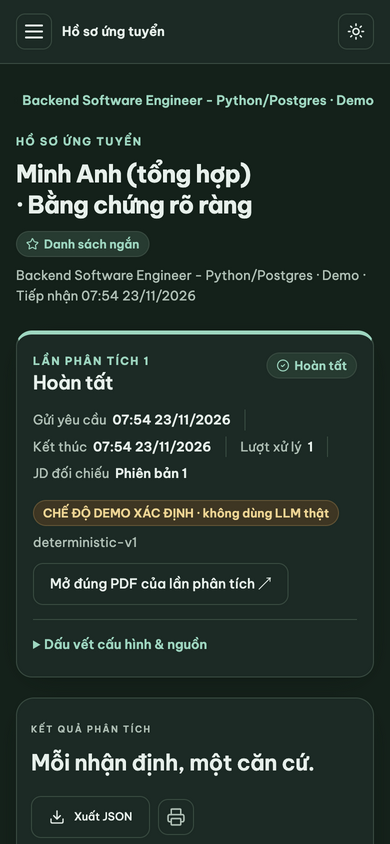 Hồ sơ ứng tuyển
Backend Software Engineer - Python/Postgres · Demo
HỒ SƠ ỨNG TUYỂN
Minh Anh (tổng hợp)
· Bằng chứng rõ ràng
Danh sách ngắn
Backend Software Engineer - Python/Postgres · Demo ·
Tiếp nhận 07:54 23/11/2026
LẦN PHÂN TÍCH 1
Hoàn tất
Hoàn tất
Gửi yêu cầu 07:54 23/11/2026
Kết thúc 07:54 23/11/2026 Lượt xử lý 1
JD đối chiếu Phiên bản 1
CHẾ ĐỘ DEMO XÁC ĐỊNH · không dùng LLM thật
deterministic-v1
Mở đúng PDF của lần phân tích ↗
▶ Dấu vết cấu hình & nguồn
KẾT QUẢ PHÂN TÍCH
Mỗi nhận định, một căn cứ.
Xuất JSON